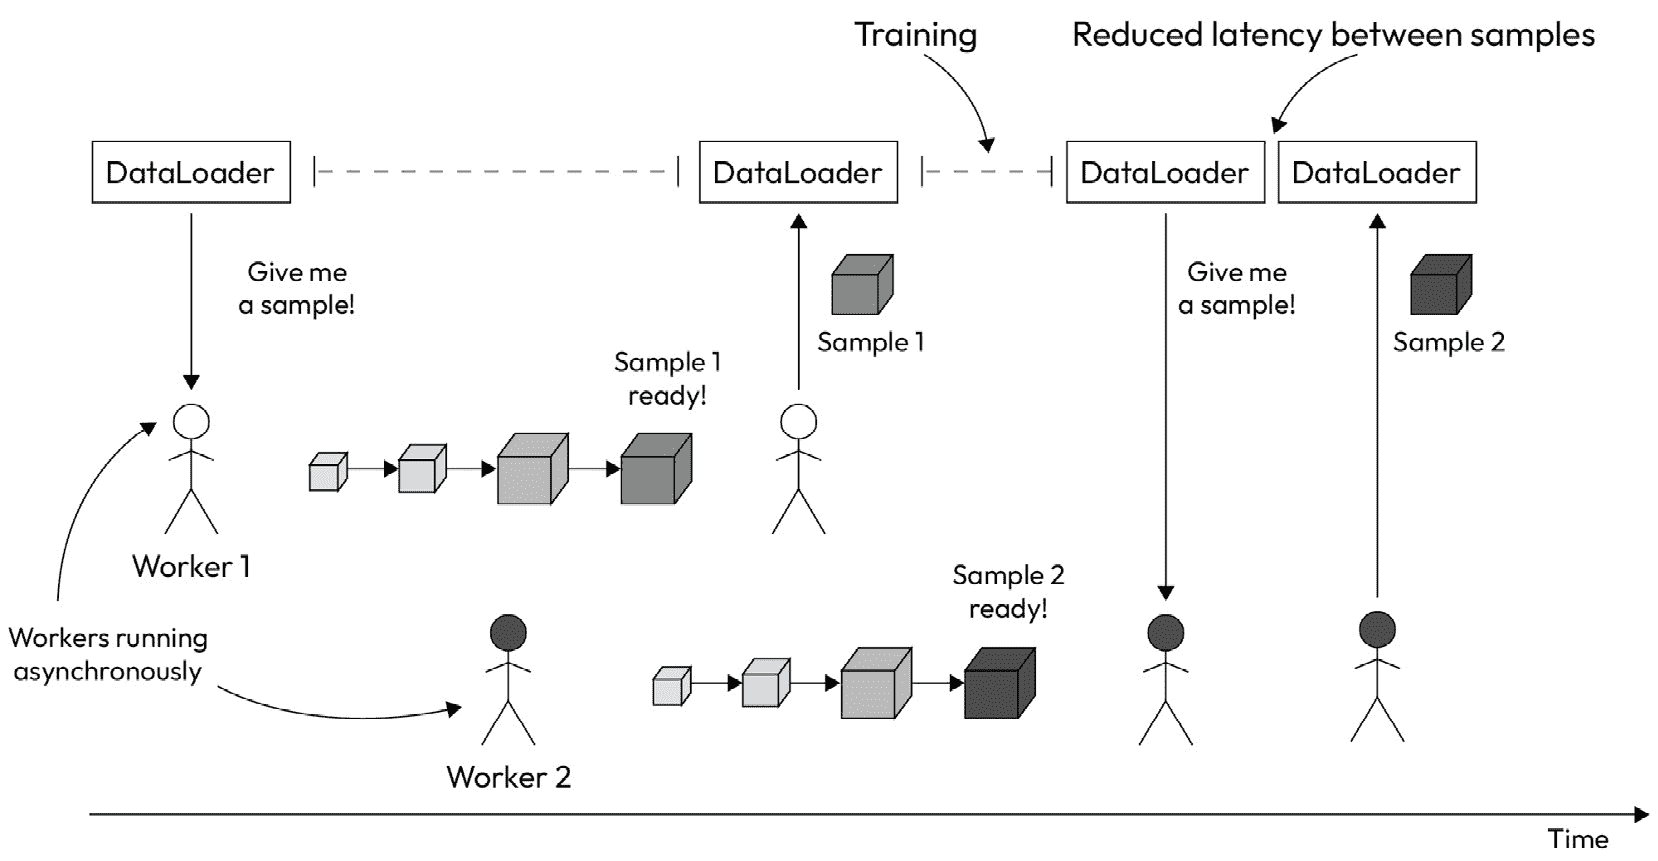 Training
Reduced latency between samples
DataLoader
DataLoader
DataLoader
DataLoader
Give me
a sample!
Sample 1
ready!
Sample 1
Give me
a sample!
Sample 2
Worker 1
Workers running
asynchronously
Sample 2
ready!
Worker 2
Time